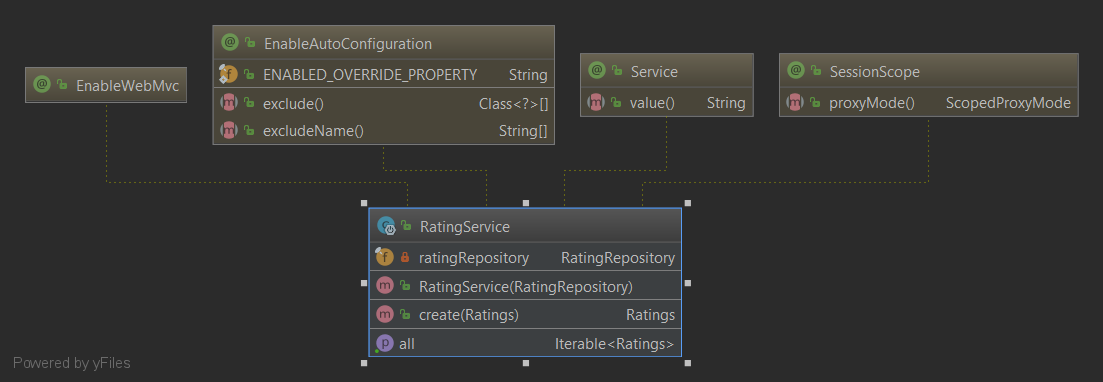 EnableWebMvc
EnableAutoConfiguration
ENABLED_OVERRIDE_PROPERTY String
exclude() Class<?>[]
excludeName() String[]
Service
value() String
SessionScope
proxyMode() ScopedProxyMode
RatingService
ratingRepository RatingRepository
RatingService(RatingRepository)
create(Ratings) Ratings
all Iterable<Ratings>
Powered by yFiles